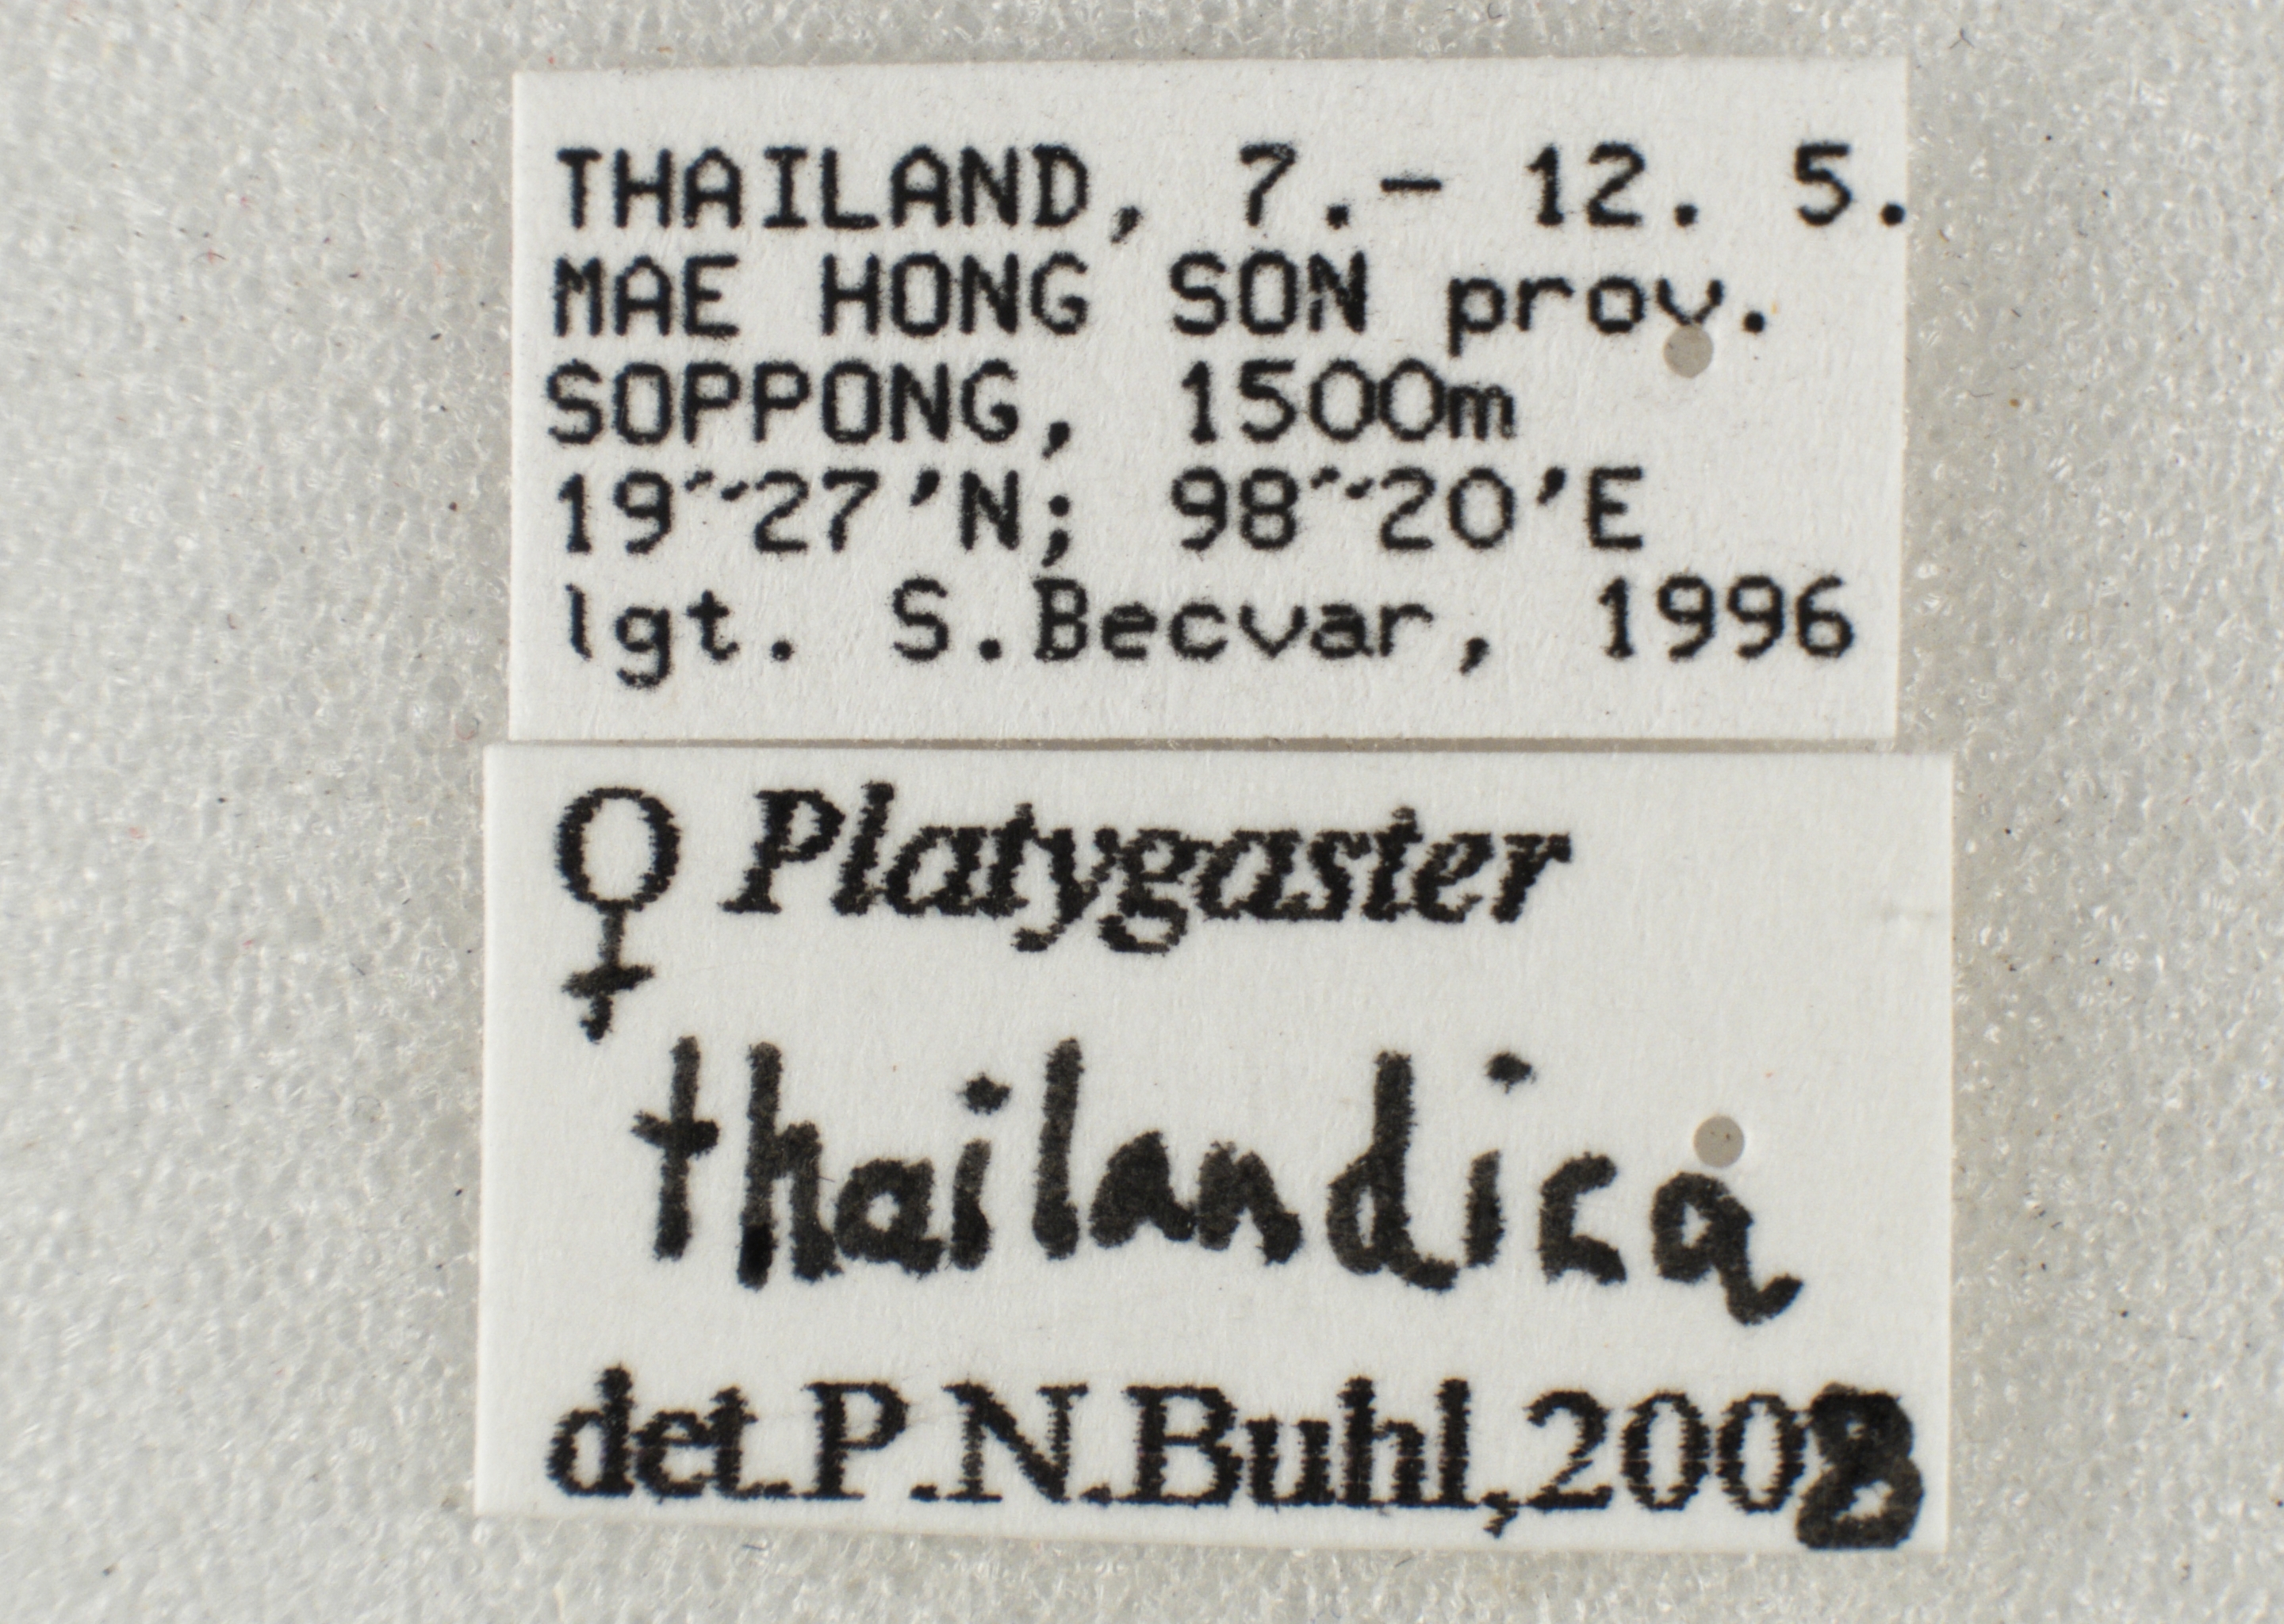 THAILAND, 7.- 12. 5.
MAE HONG SON prov.
SOPPONG, 1500m
19~~27'N; 98~~20'E
lgt. S.Becvar, 1996
♀ Platygaster
thailandica
det.P.N.Buhl,2008